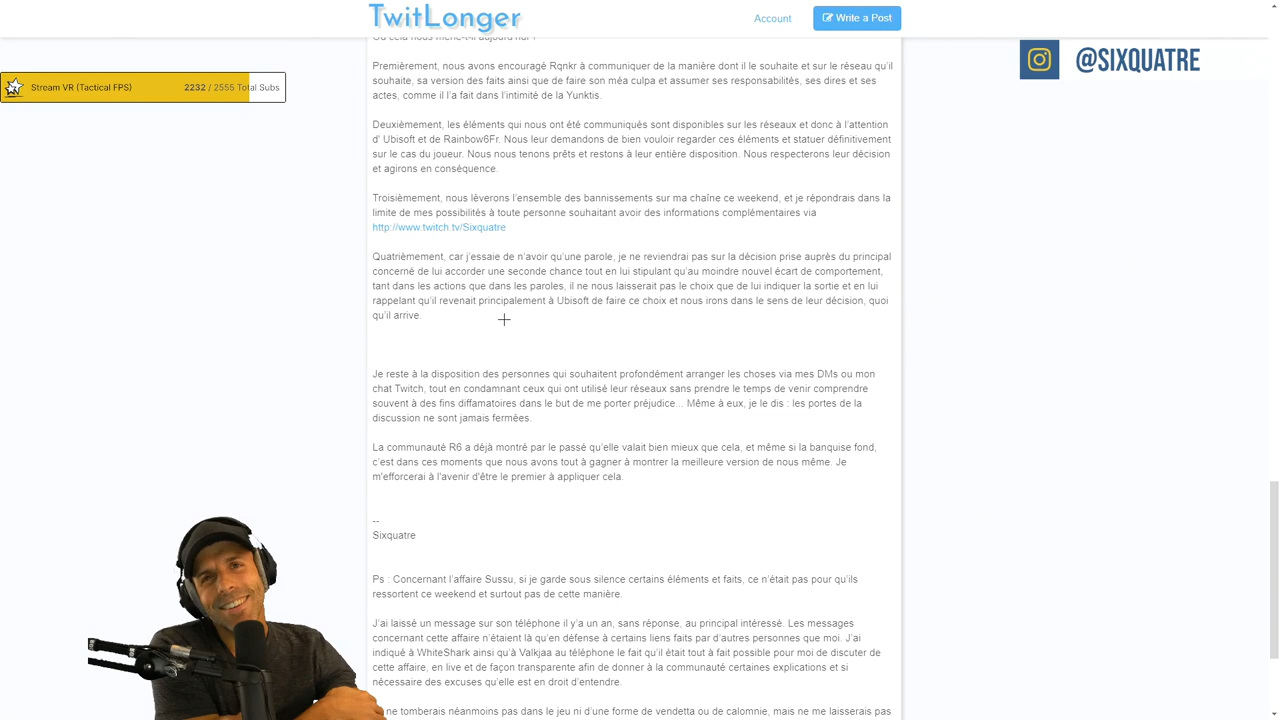 TwitLonger
Account
Write a Post
@SIXQUATRE
Stream VR (Tactical FPS) 2232 / 2555 Total Subs
Où cela nous mène-t-il aujourd'hui ?
Premièrement, nous avons encouragé Rqnkr à communiquer de la manière dont il le souhaite et sur le réseau qu'il
souhaite, sa version des faits ainsi que de faire son méa culpa et assumer ses responsabilités, ses dires et ses
actes, comme il l'a fait dans l'intimité de la Yunktis.
Deuxièmement, les éléments qui nous ont été communiqués sont disponibles sur les réseaux et donc à l'attention
d' Ubisoft et de Rainbow6Fr. Nous leur demandons de bien vouloir regarder ces éléments et statuer définitivement
sur le cas du joueur. Nous nous tenons prêts et restons à leur entière disposition. Nous respecterons leur décision
et agirons en conséquence.
Troisièmement, nous lèverons l'ensemble des bannissements sur ma chaîne ce weekend, et je répondrais dans la
limite de mes possibilités à toute personne souhaitant avoir des informations complémentaires via
http://www.twitch.tv/Sixquatre
Quatrièmement, car j'essaie de n'avoir qu'une parole, je ne reviendrai pas sur la décision prise auprès du principal
concerné de lui accorder une seconde chance tout en lui stipulant qu'au moindre nouvel écart de comportement,
tant dans les actions que dans les paroles, il ne nous laisserait pas le choix que de lui indiquer la sortie et en lui
rappelant qu'il revenait principalement à Ubisoft de faire ce choix et nous irons dans le sens de leur décision, quoi
qu'il arrive.
Je reste à la disposition des personnes qui souhaitent profondément arranger les choses via mes DMs ou mon
chat Twitch, tout en condamnant ceux qui ont utilisé leur réseaux sans prendre le temps de venir comprendre
souvent à des fins diffamatoires dans le but de me porter préjudice... Même à eux, je le dis : les portes de la
discussion ne sont jamais fermées.
La communauté R6 a déjà montré par le passé qu'elle valait bien mieux que cela, et même si la banquise fond,
c'est dans ces moments que nous avons tout à gagner à montrer la meilleure version de nous même. Je
m'efforcerai à l'avenir d'être le premier à appliquer cela.
--
Sixquatre
Ps : Concernant l'affaire Sussu, si je garde sous silence certains éléments et faits, ce n'était pas pour qu'ils
ressortent ce weekend et surtout pas de cette manière.
J'ai laissé un message sur son téléphone il y'a un an, sans réponse, au principal intéressé. Les messages
concernant cette affaire n'étaient là qu'en défense à certains liens faits par d'autres personnes que moi. J'ai
indiqué à WhiteShark ainsi qu'à Valkjaa au téléphone le fait qu'il était tout à fait possible pour moi de discuter de
cette affaire, en live et de façon transparente afin de donner à la communauté certaines explications et si
nécessaire des excuses qu'elle est en droit d'entendre.
ne tomberais néanmoins pas dans le jeu ni d'une forme de vendetta ou de calomnie, mais ne me laisserais pas